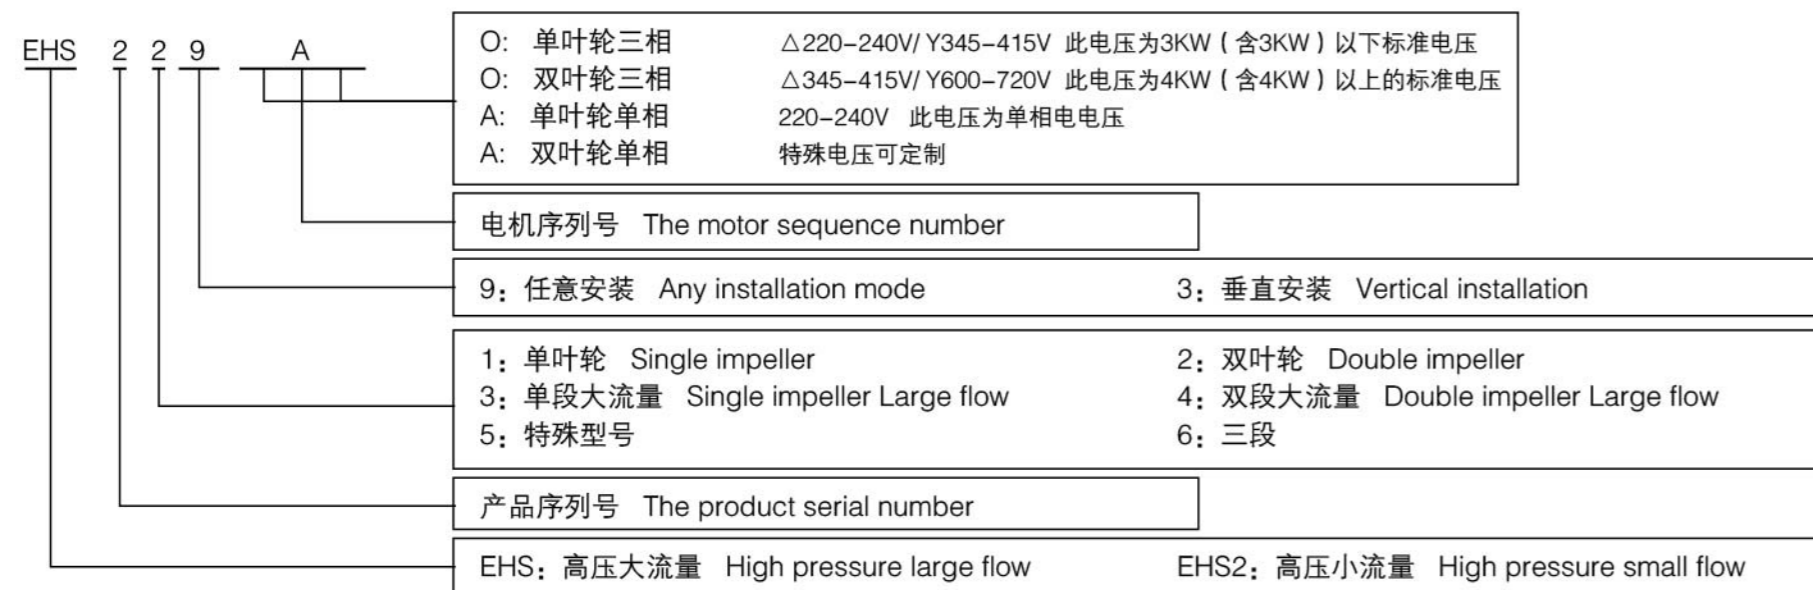 EHS 2 2 9 A
O: 单叶轮三相 △220-240V/ Y345-415V 此电压为3KW（含3KW）以下标准电压
O: 双叶轮三相 △345-415V/ Y600-720V 此电压为4KW（含4KW）以上的标准电压
A: 单叶轮单相 220-240V 此电压为单相电电压
A: 双叶轮单相 特殊电压可定制
电机序列号 The motor sequence number
9：任意安装 Any installation mode 3：垂直安装 Vertical installation
1：单叶轮 Single impeller 2：双叶轮 Double impeller
3：单段大流量 Single impeller Large flow 4：双段大流量 Double impeller Large flow
5：特殊型号 6：三段
产品序列号 The product serial number
EHS：高压大流量 High pressure large flow EHS2：高压小流量 High pressure small flow